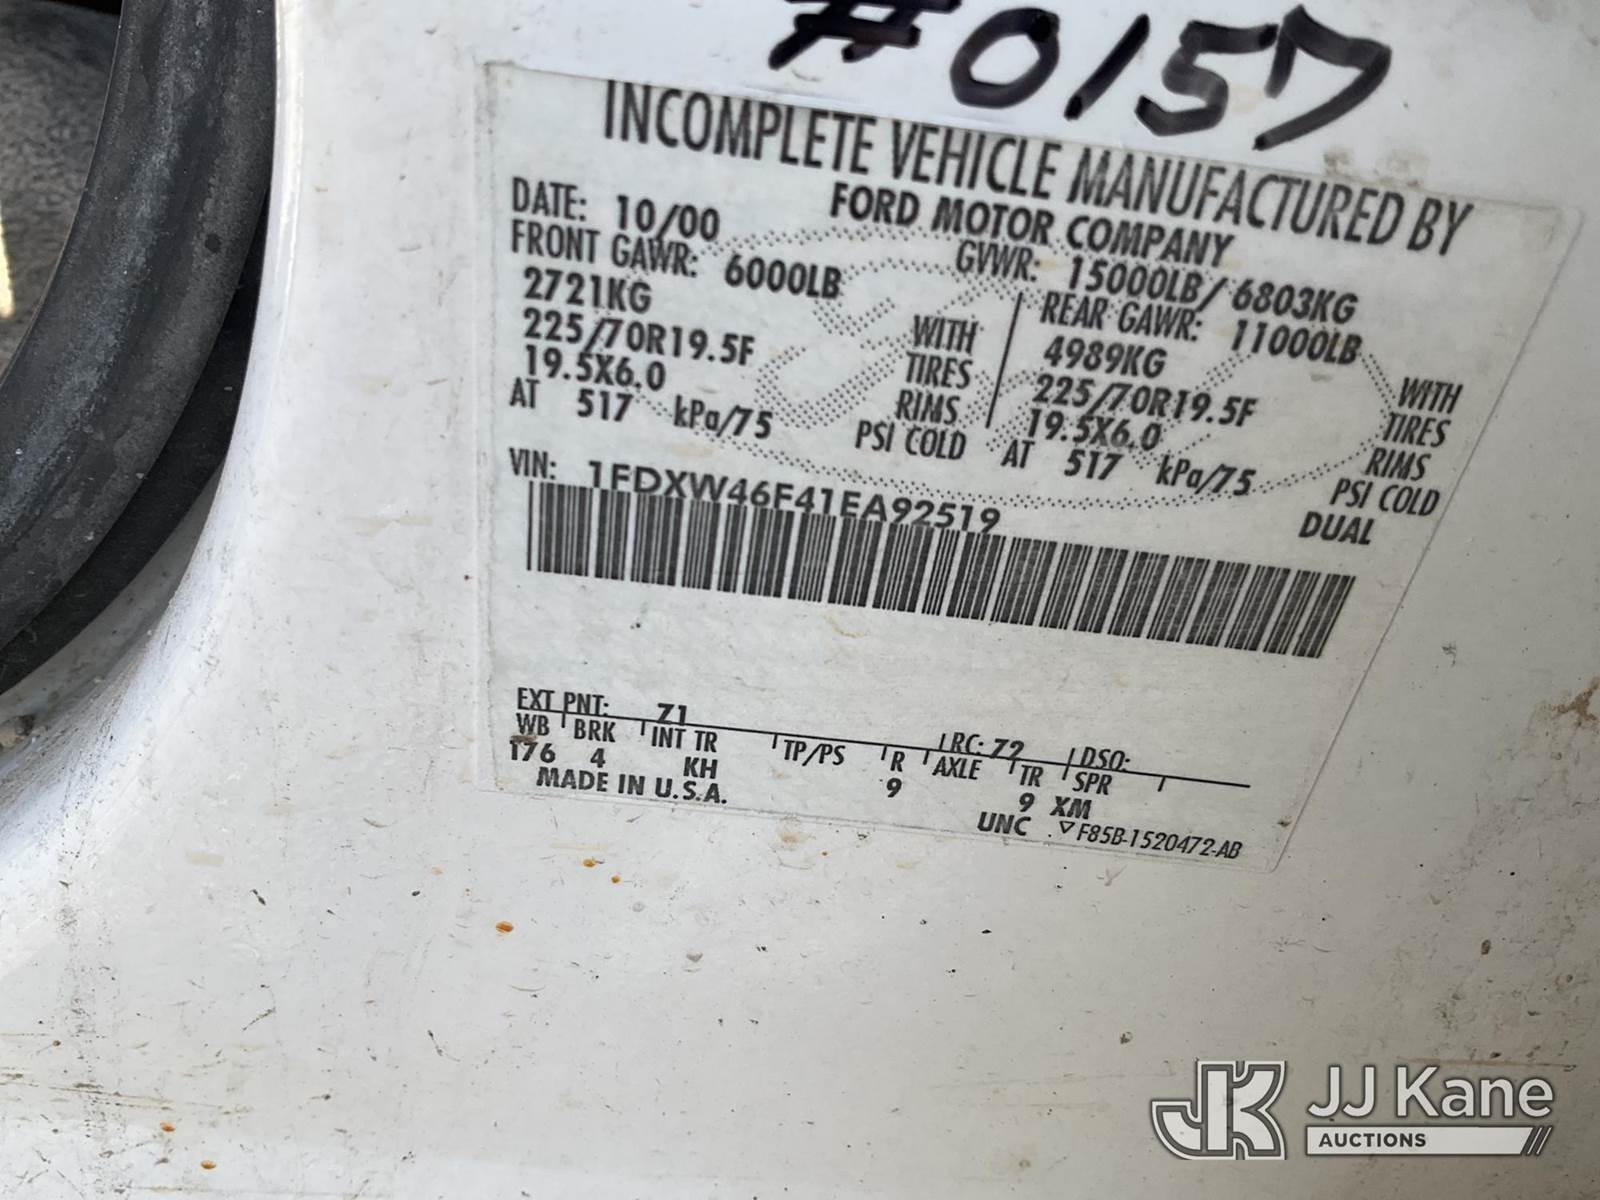 #0157
INCOMPLETE VEHICLE MANUFACTURED BY
FORD MOTOR COMPANY
DATE: 10/00 GVWR: 15000LB/ 6803KG
FRONT GAWR: 6000LB REAR GAWR: 11000LB
2721KG WITH 4989KG WITH
225/70R19.5F TIRES 225/70R19.5F TIRES
19.5X6.0 RIMS 19.5X6.0 RIMS
AT 517 kPa/75 PSI COLD AT 517 kPa/75 PSI COLD
DUAL
VIN: 1FDXW46F41EA92519
EXT PNT: Z1 RC: 72 DSO:
WB BRK INT TR TP/PS R AXLE TR SPR
176 4 KH 9 9 XM
MADE IN U.S.A. UNC ▽ F85B-1520472-AB
JK JJ Kane
AUCTIONS